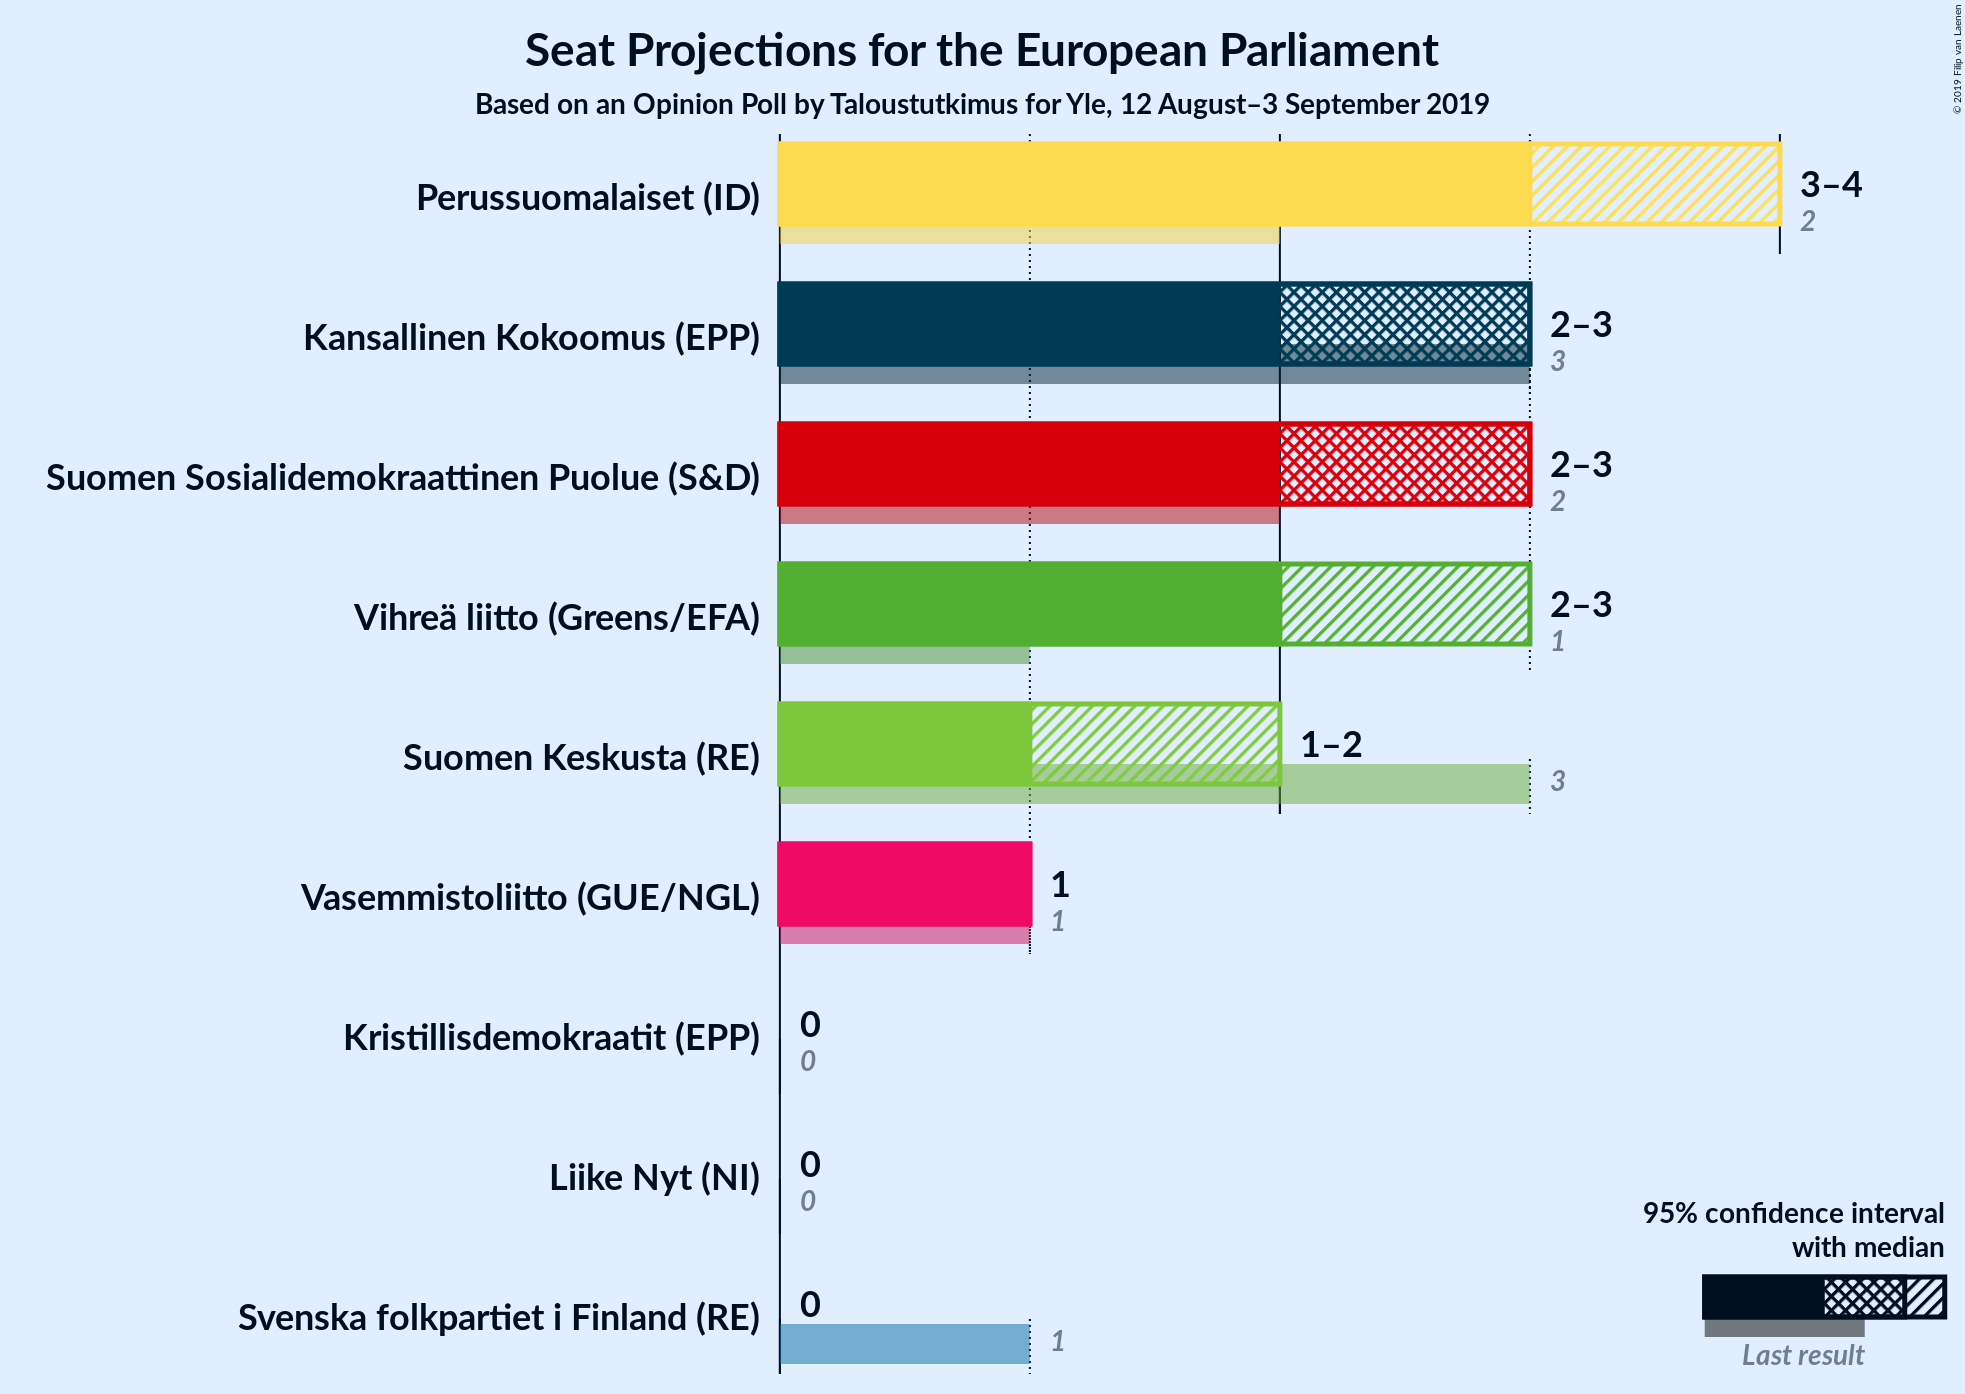 Seat Projections for the European Parliament
Based on an Opinion Poll by Taloustutkimus for Yle, 12 August–3 September 2019
© 2019 Filip van Laenen
Perussuomalaiset (ID)
3–4
2
Kansallinen Kokoomus (EPP)
2–3
3
Suomen Sosialidemokraattinen Puolue (S&D)
2–3
2
Vihreä liitto (Greens/EFA)
2–3
1
Suomen Keskusta (RE)
1–2
3
Vasemmistoliitto (GUE/NGL)
1
1
Kristillisdemokraatit (EPP)
0
0
Liike Nyt (NI)
0
0
Svenska folkpartiet i Finland (RE)
0
1
95% confidence interval
with median
Last result